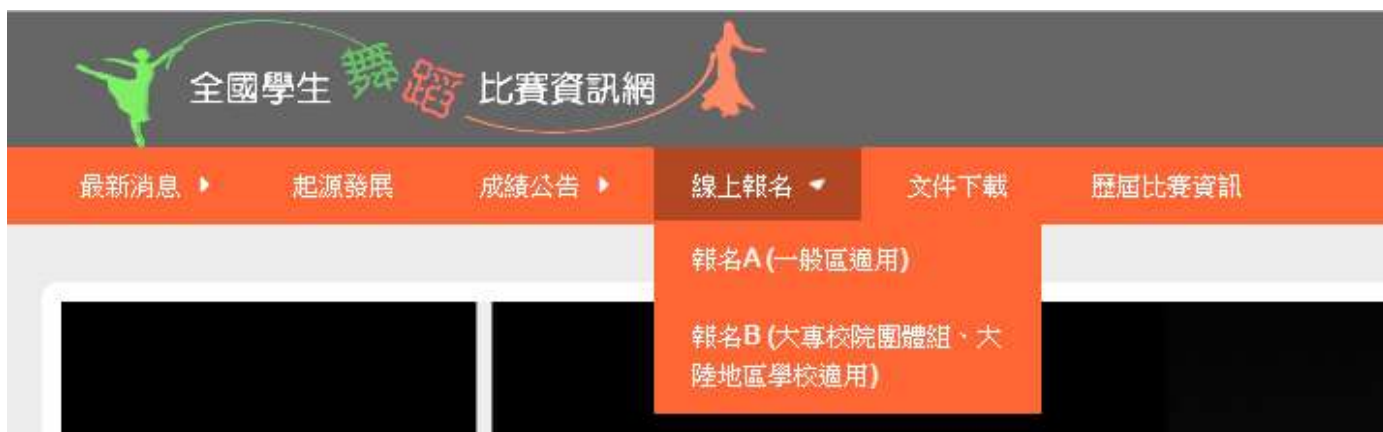 全國學生舞蹈比賽資訊網
最新消息 起源發展 成績公告 線上報名 文件下載 歷屆比賽資訊
報名A (一般區適用)
報名B (大專校院團體組、大
陸地區學校適用)